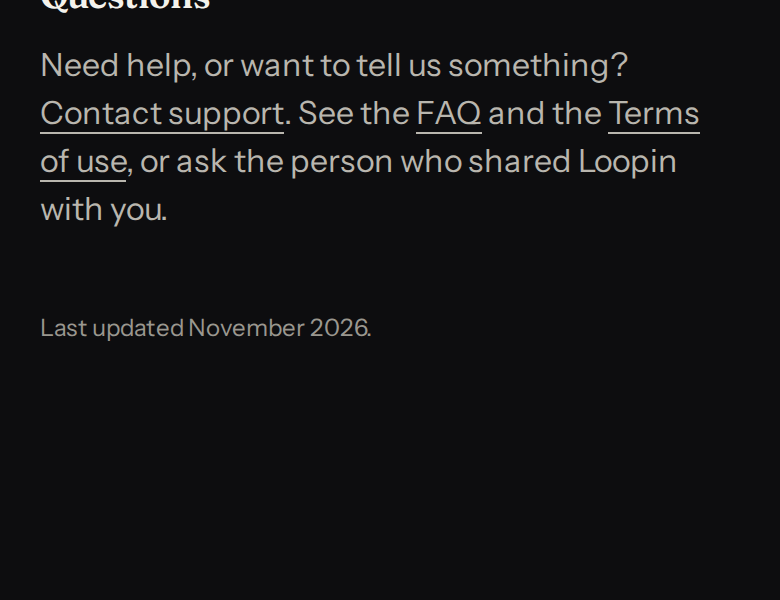 Questions
Need help, or want to tell us something?
Contact support. See the FAQ and the Terms
of use, or ask the person who shared Loopin
with you.
Last updated November 2026.